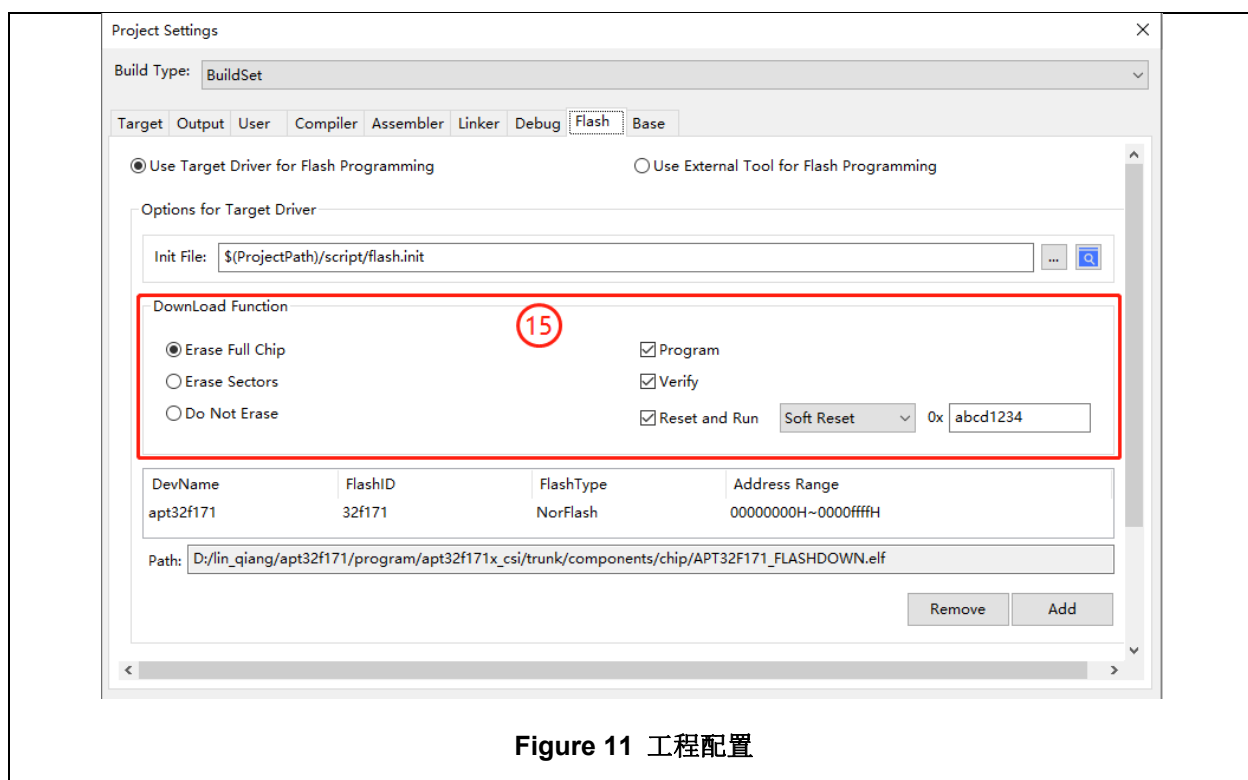 Project Settings
Build Type: BuildSet
Target Output User Compiler Assembler Linker Debug Flash Base
Use Target Driver for Flash Programming Use External Tool for Flash Programming
Options for Target Driver
Init File: $(ProjectPath)/script/flash.init ...
DownLoad Function
15
Erase Full Chip Program
Erase Sectors Verify
Do Not Erase Reset and Run Soft Reset 0x abcd1234
DevName FlashID FlashType Address Range
apt32f171 32f171 NorFlash 00000000H~0000ffffH
Path: D:/lin_qiang/apt32f171/program/apt32f171x_csi/trunk/components/chip/APT32F171_FLASHDOWN.elf
Remove Add
Figure 11 工程配置